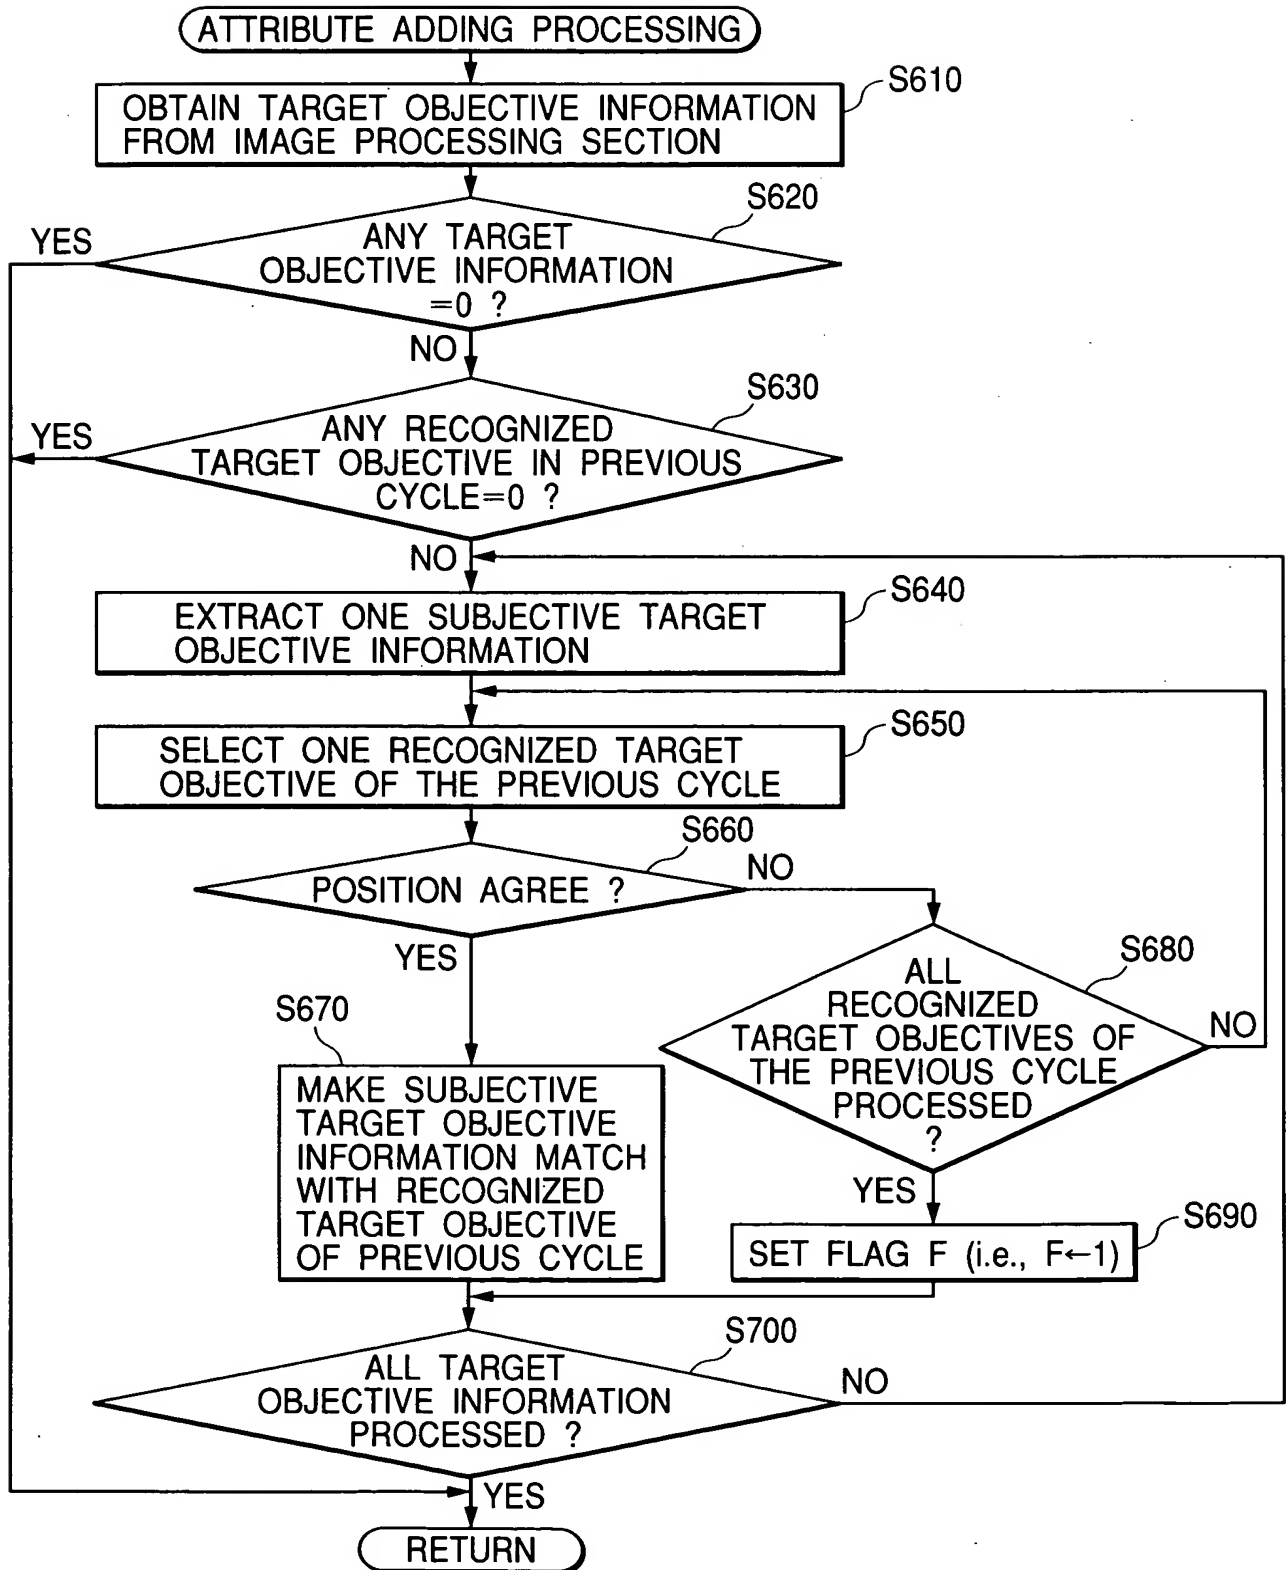 ATTRIBUTE ADDING PROCESSING
S610
OBTAIN TARGET OBJECTIVE INFORMATION
FROM IMAGE PROCESSING SECTION
S620
YES
ANY TARGET
OBJECTIVE INFORMATION
=0 ?
NO
S630
YES
ANY RECOGNIZED
TARGET OBJECTIVE IN PREVIOUS
CYCLE=0 ?
NO
S640
EXTRACT ONE SUBJECTIVE TARGET
OBJECTIVE INFORMATION
S650
SELECT ONE RECOGNIZED TARGET
OBJECTIVE OF THE PREVIOUS CYCLE
S660
POSITION AGREE ?
NO
YES
S680
ALL
RECOGNIZED
TARGET OBJECTIVES OF
THE PREVIOUS CYCLE
PROCESSED
?
NO
S670
MAKE SUBJECTIVE
TARGET OBJECTIVE
INFORMATION MATCH
WITH RECOGNIZED
TARGET OBJECTIVE
OF PREVIOUS CYCLE
YES
S690
SET FLAG F (i.e., F←1)
S700
ALL TARGET
OBJECTIVE INFORMATION
PROCESSED ?
NO
YES
RETURN